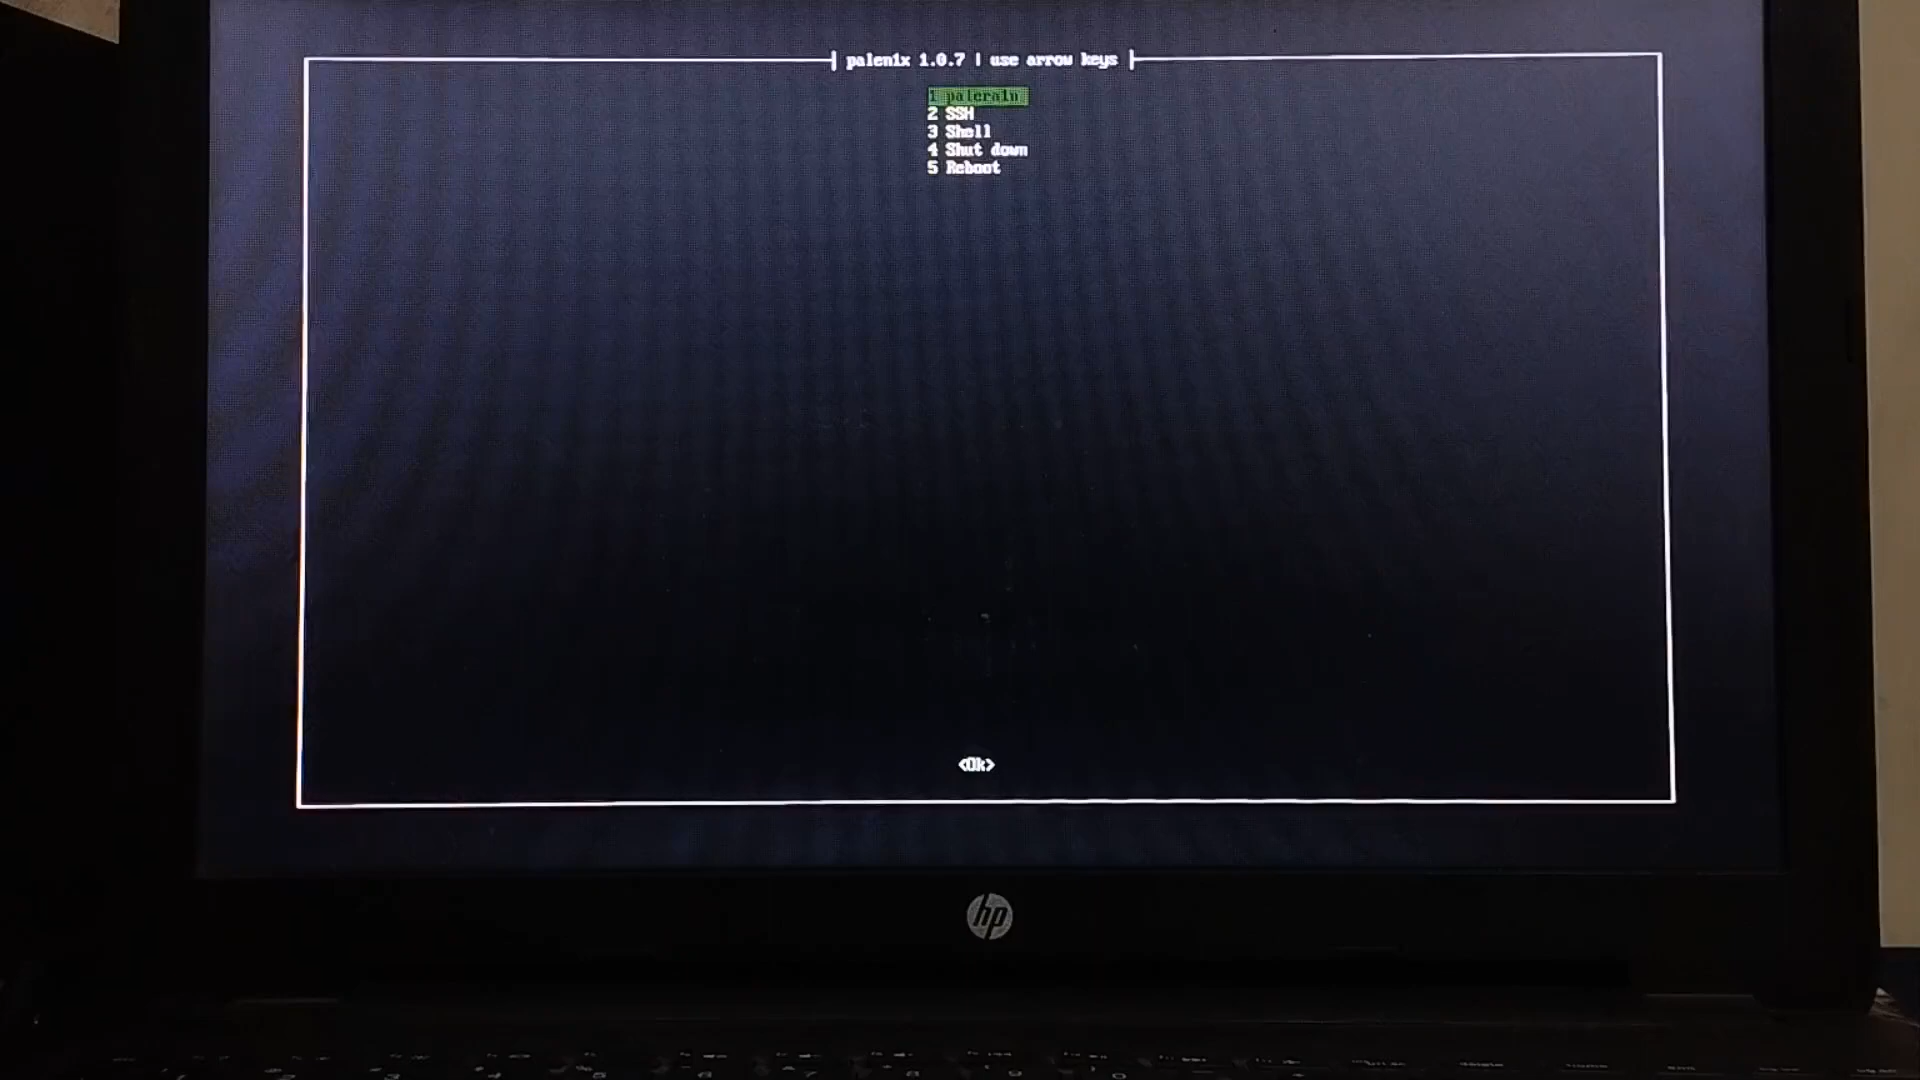 palen1x 1.0.7 | use arrow keys
1 palera1n
2 SSH
3 Shell
4 Shut down
5 Reboot
<Ok>
hp